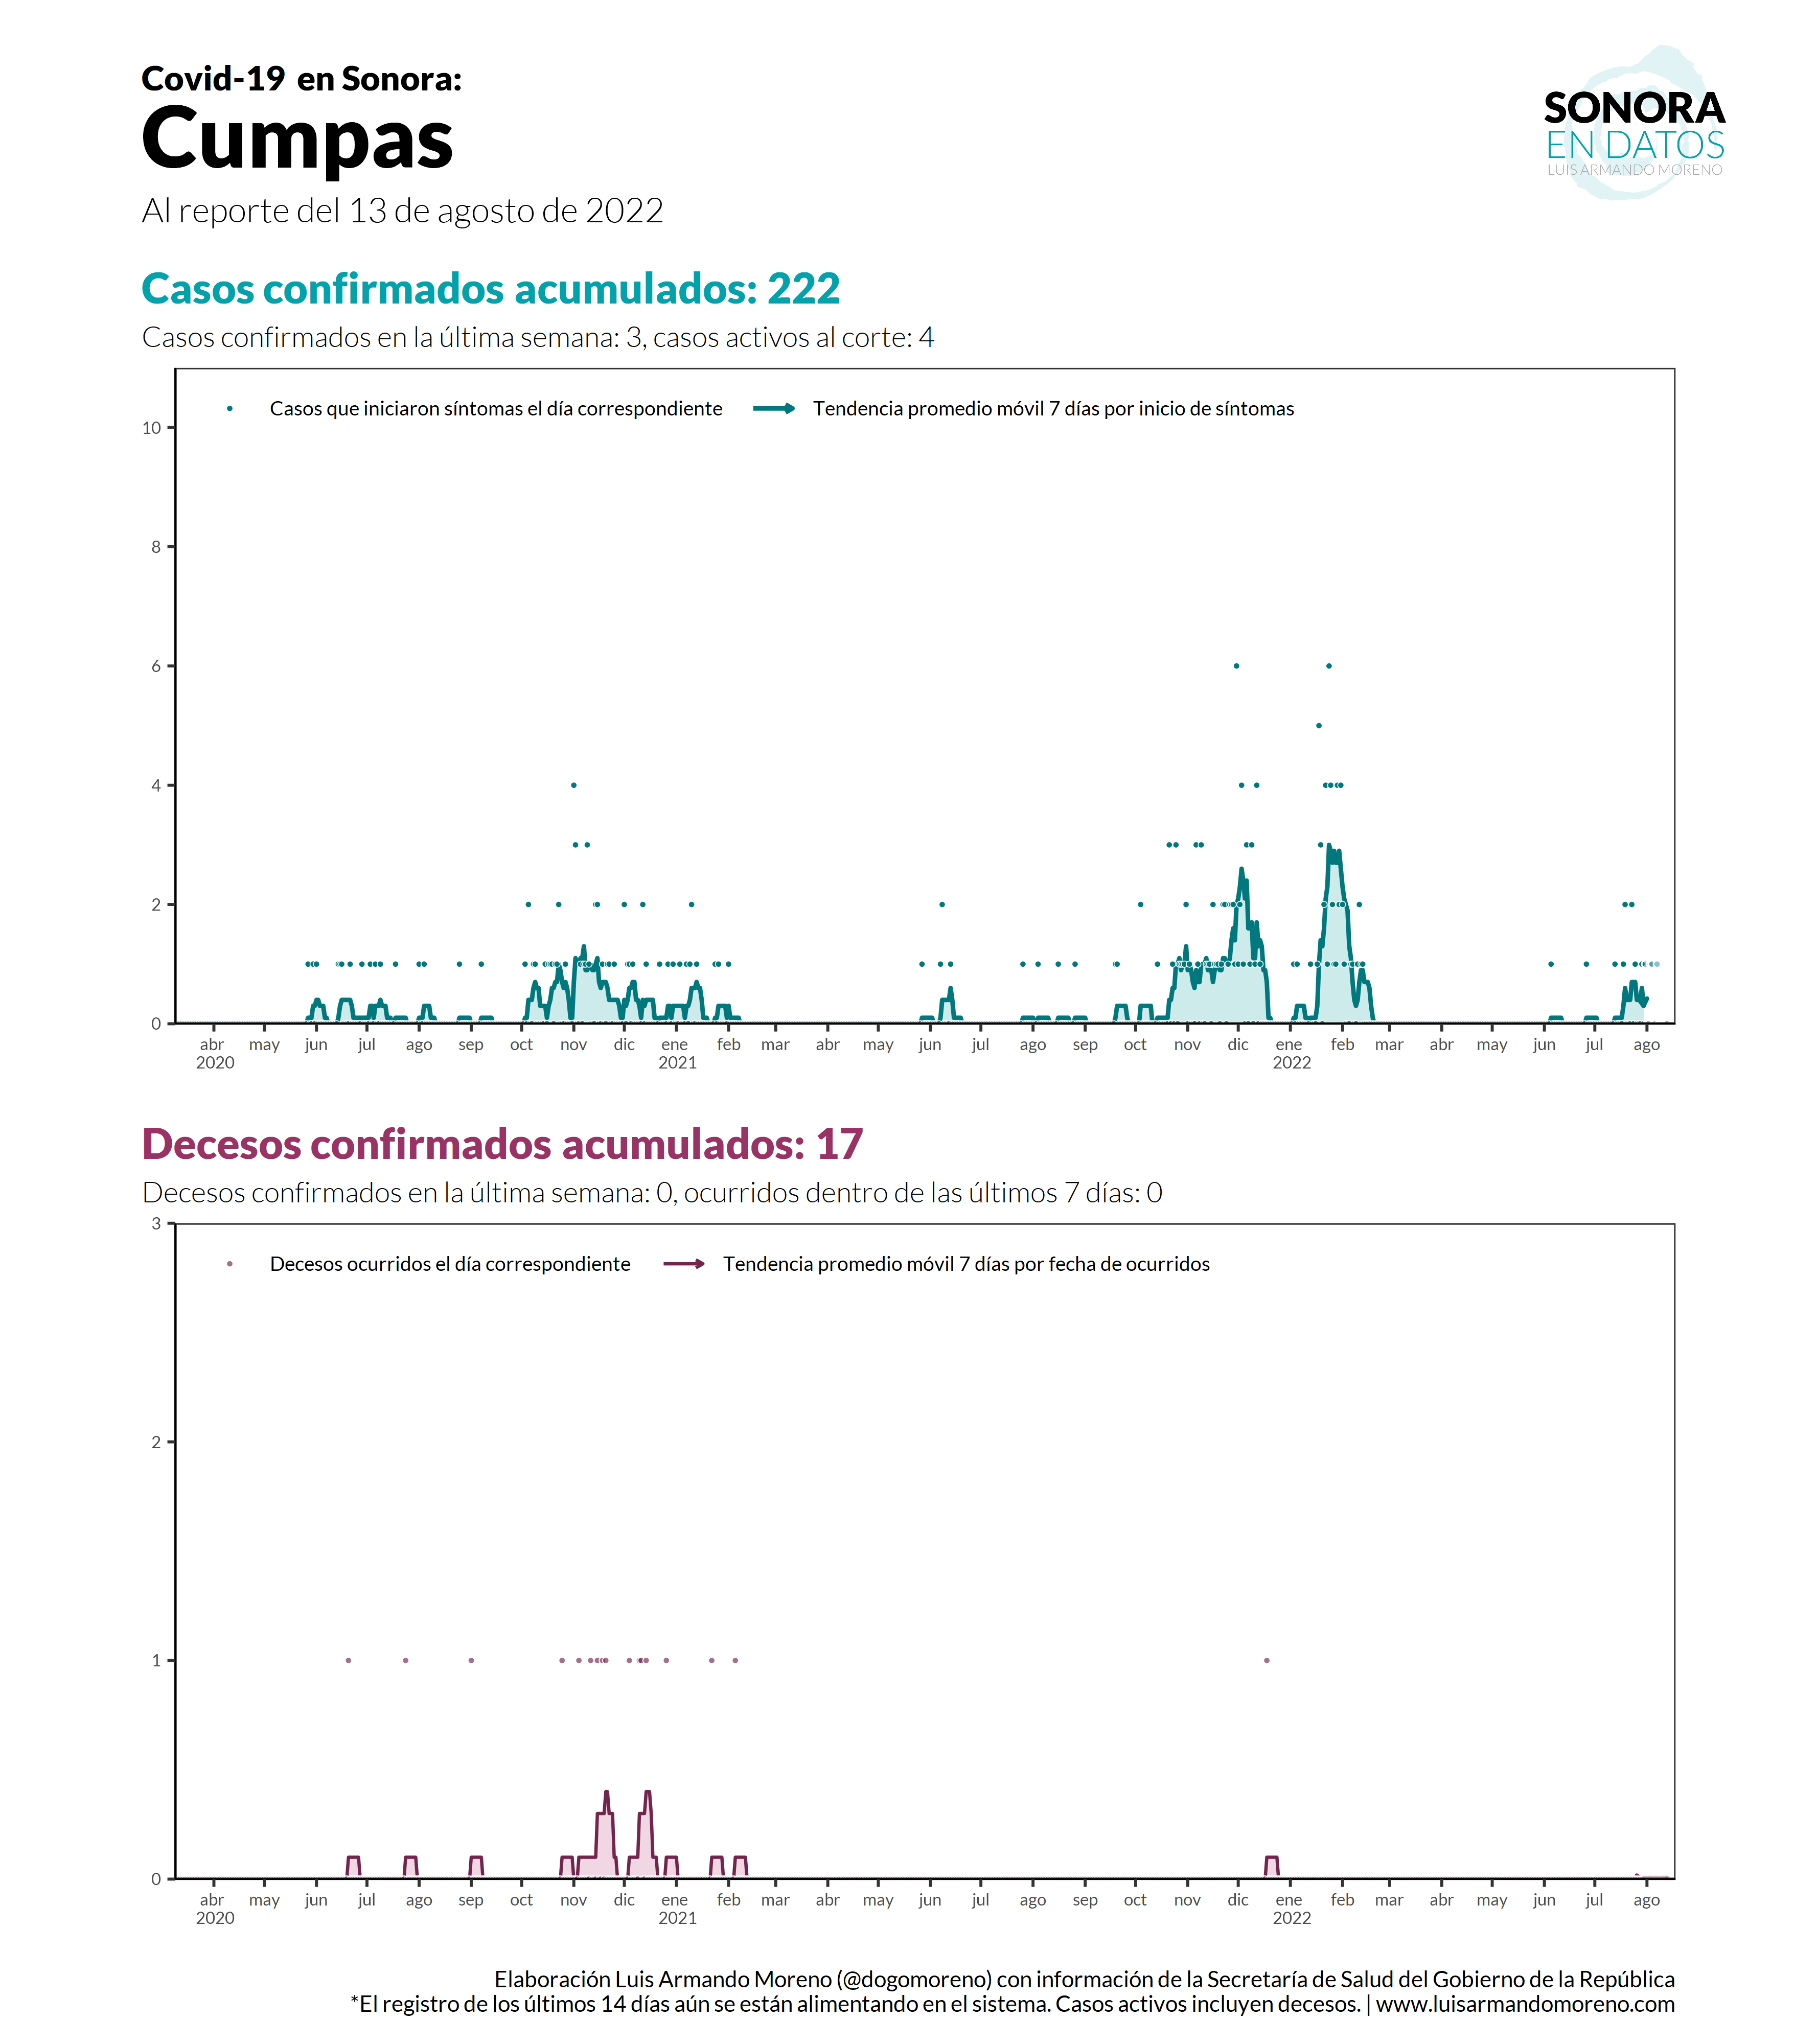 Covid-19 en Sonora:
Cumpas
Al reporte del 13 de agosto de 2022
SONORA
EN DATOS
LUIS ARMANDO MORENO
Casos confirmados acumulados: 222
Casos confirmados en la última semana: 3, casos activos al corte: 4
Casos que iniciaron síntomas el día correspondiente Tendencia promedio móvil 7 días por inicio de síntomas
10
8
6
4
2
0
abr may jun jul ago sep oct nov dic ene feb mar abr may jun jul ago sep oct nov dic ene feb mar abr may jun jul ago
2020 2021 2022
Decesos confirmados acumulados: 17
Decesos confirmados en la última semana: 0, ocurridos dentro de las últimos 7 días: 0
3
Decesos ocurridos el día correspondiente Tendencia promedio móvil 7 días por fecha de ocurridos
2
1
0
abr may jun jul ago sep oct nov dic ene feb mar abr may jun jul ago sep oct nov dic ene feb mar abr may jun jul ago
2020 2021 2022
Elaboración Luis Armando Moreno (@dogomoreno) con información de la Secretaría de Salud del Gobierno de la República
*El registro de los últimos 14 días aún se están alimentando en el sistema. Casos activos incluyen decesos. | www.luisarmandomoreno.com